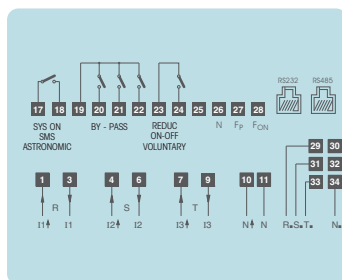 RS232 RS485
17 18 19 20 21 22 23 24 25 26 27 28
SYS ON BY - PASS REDUC N FP FON
SMS ON-OFF
ASTRONOMIC VOLUNTARY
29 30
31 32
33 34
1 3 4 6 7 9 10 11
R S T
I1 I1 I2 I2 I3 I3 N N R S T N